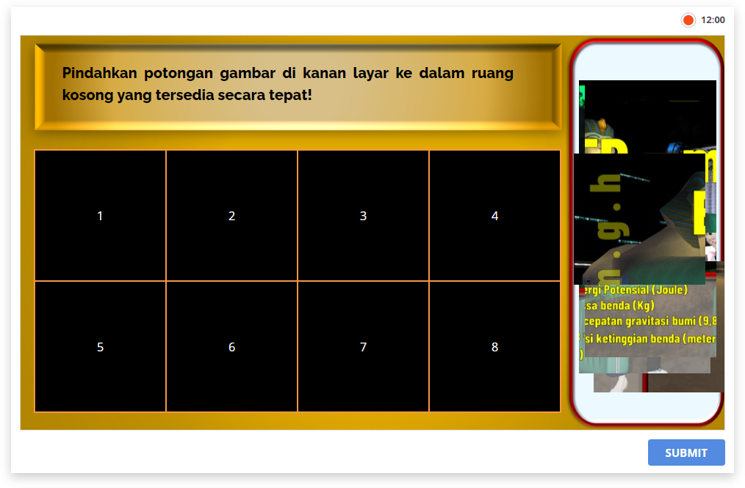 12:00
Pindahkan potongan gambar di kanan layar ke dalam ruang
kosong yang tersedia secara tepat!
1
2
3
4
5
6
7
8
m.g.h
ergi Potensial (Joule)
sa benda (Kg)
cepatan gravitasi bumi (9,8
si ketinggian benda (meter
)
SUBMIT